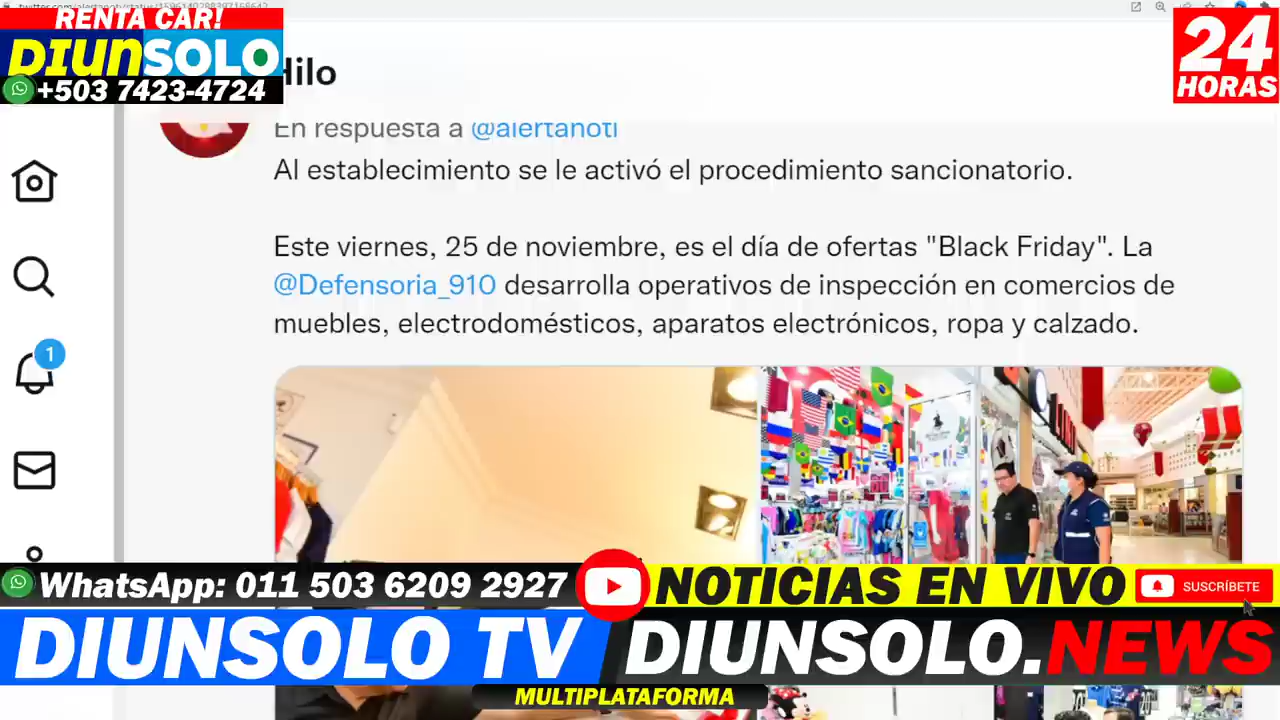 RENTA CAR!
DIUNSOLO
+503 7423-4724
24
HORAS
Hilo
En respuesta a @alertanoti
Al establecimiento se le activó el procedimiento sancionatorio.
Este viernes, 25 de noviembre, es el día de ofertas "Black Friday". La
@Defensoria_910 desarrolla operativos de inspección en comercios de
muebles, electrodomésticos, aparatos electrónicos, ropa y calzado.
1
WhatsApp: 011 503 6209 2927
NOTICIAS EN VIVO
SUSCRÍBETE
DIUNSOLO TV
DIUNSOLO.NEWS
MULTIPLATAFORMA